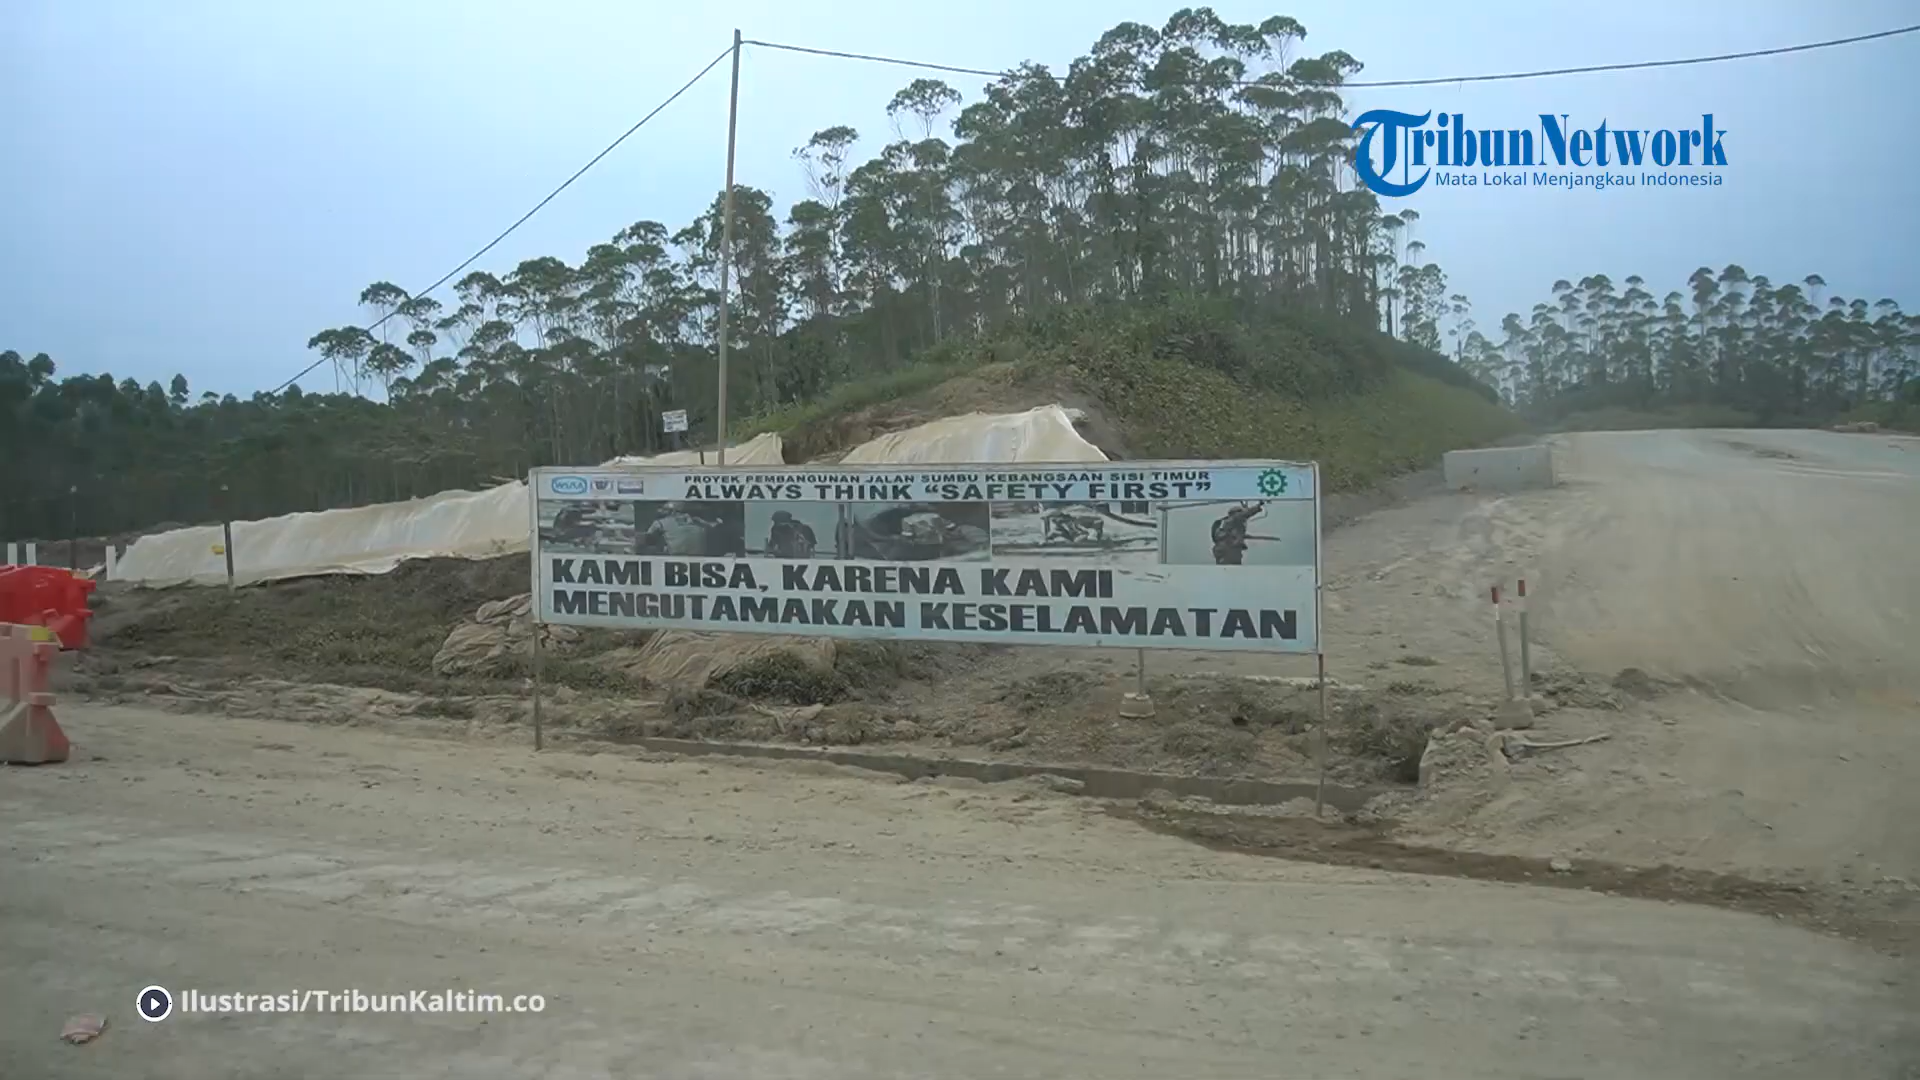 TribunNetwork
Mata Lokal Menjangkau Indonesia
WIKA
PROYEK PEMBANGUNAN JALAN SUMBU KEBANGSAAN SISI TIMUR
ALWAYS THINK “SAFETY FIRST”
KAMI BISA, KARENA KAMI
MENGUTAMAKAN KESELAMATAN
Ilustrasi/TribunKaltim.co